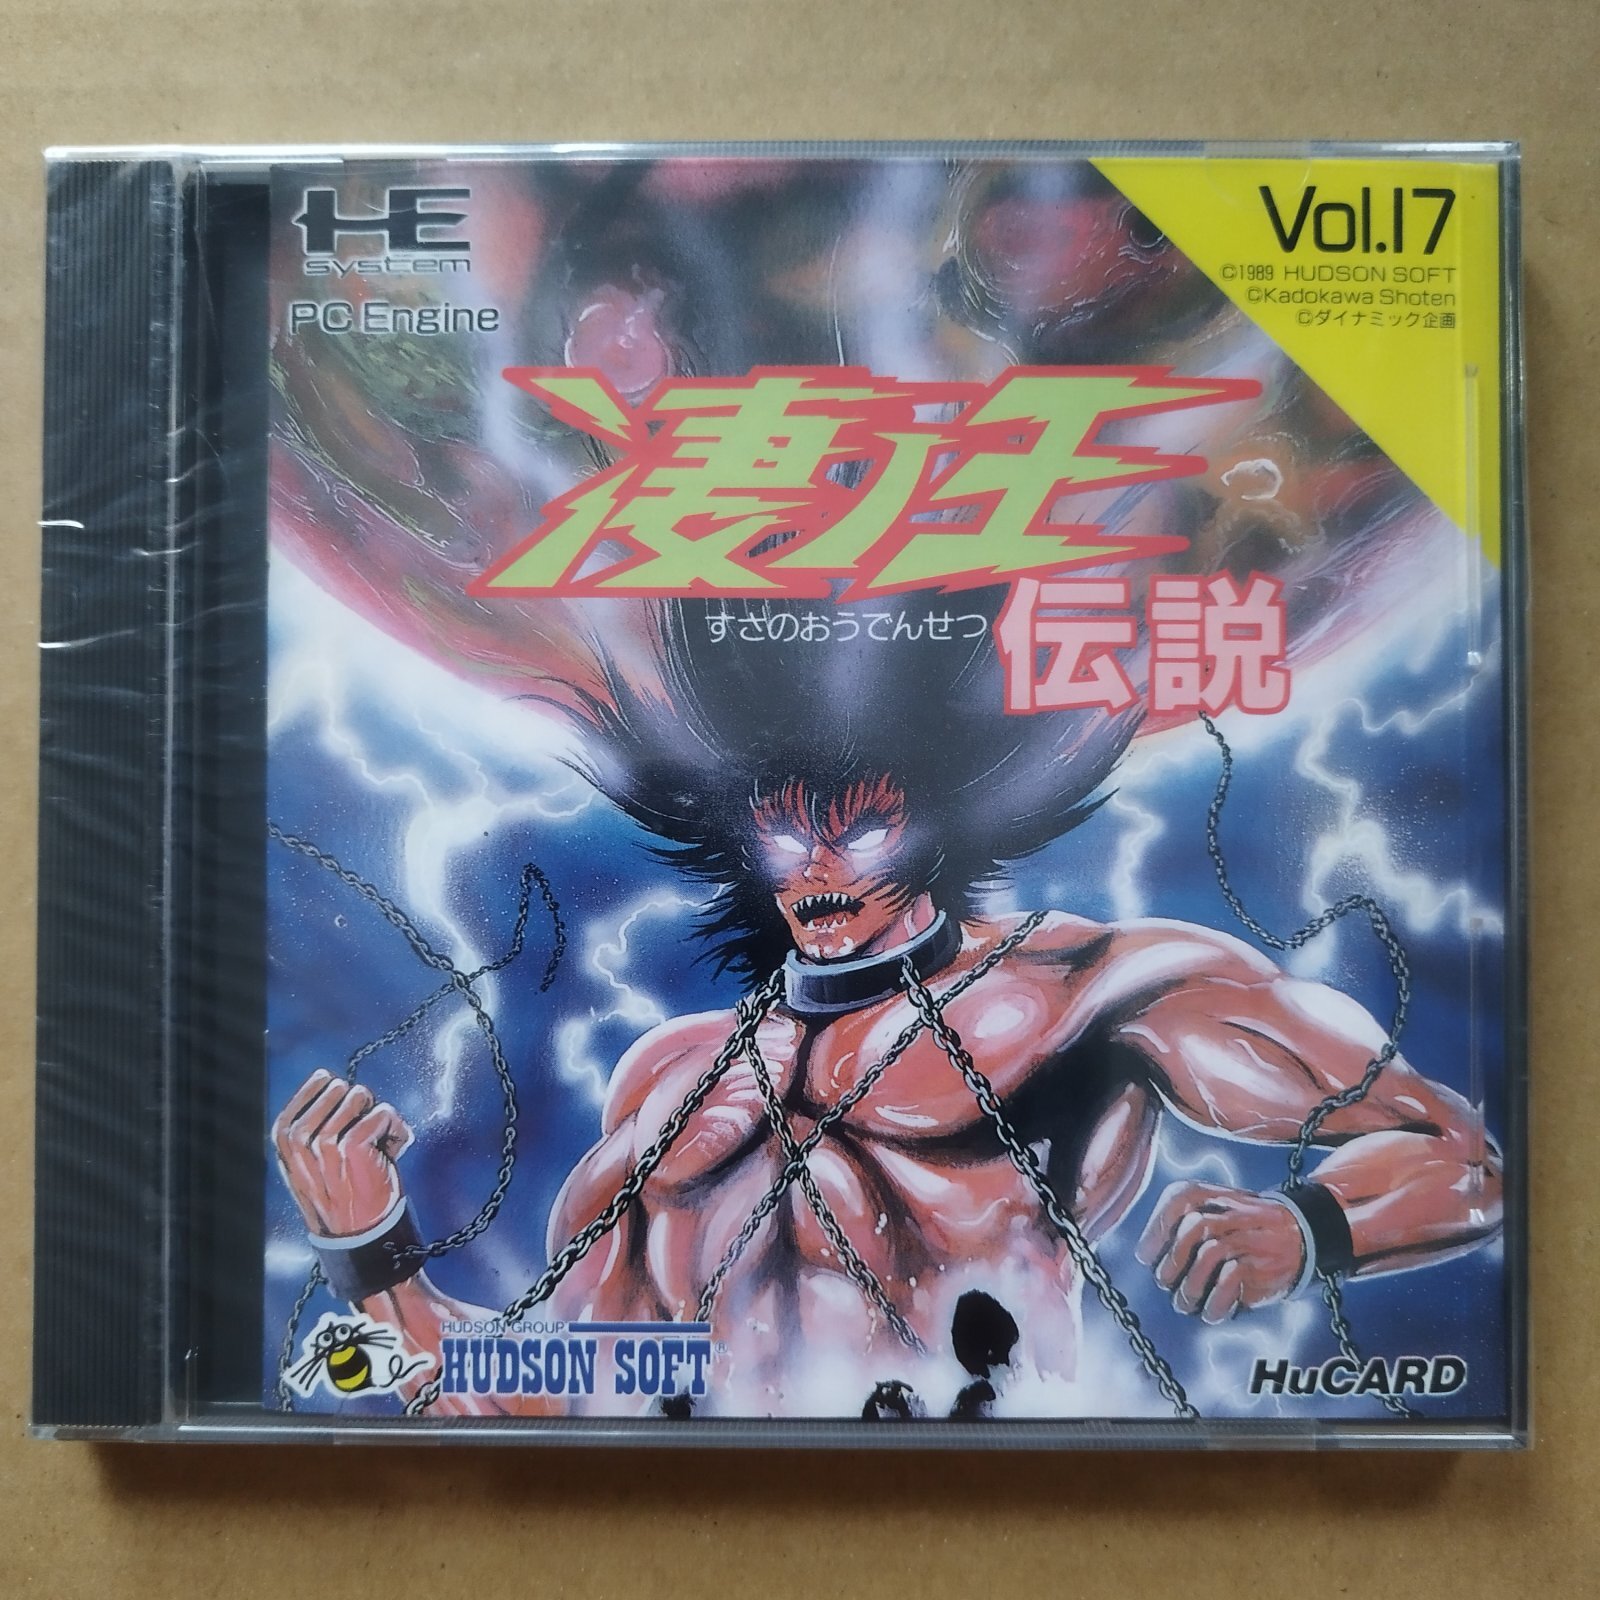 HE
system
PC Engine
Vol.17
©1989 HUDSON SOFT
©Kadokawa Shoten
©ダイナミック企画
凄ノ王
すさのおうでんせつ
伝説
HUDSON GROUP
HUDSON SOFT®
HuCARD